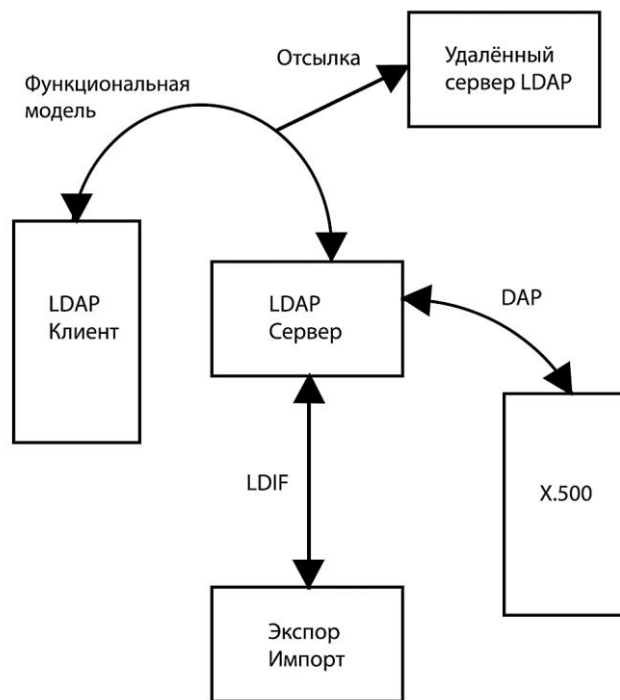 Отсылка
Удалённый
сервер LDAP
Функциональная
модель
LDAP
Клиент
LDAP
Сервер
DAP
LDIF
X.500
Экспор
Импорт